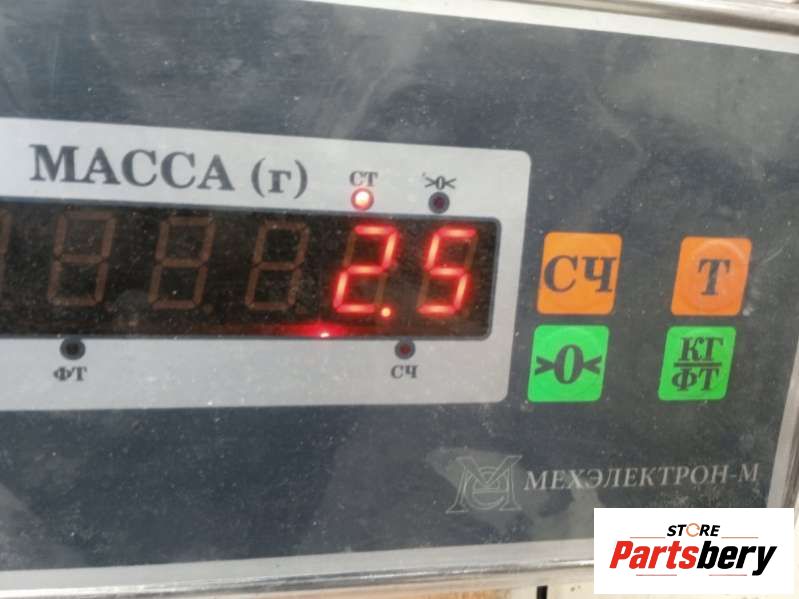 МАССА (г)
СТ
>0<
2.5
ФТ
СЧ
СЧ
Т
>0<
КГ
ФТ
МЕХЭЛЕКТРОН-М
STORE
Partsbery